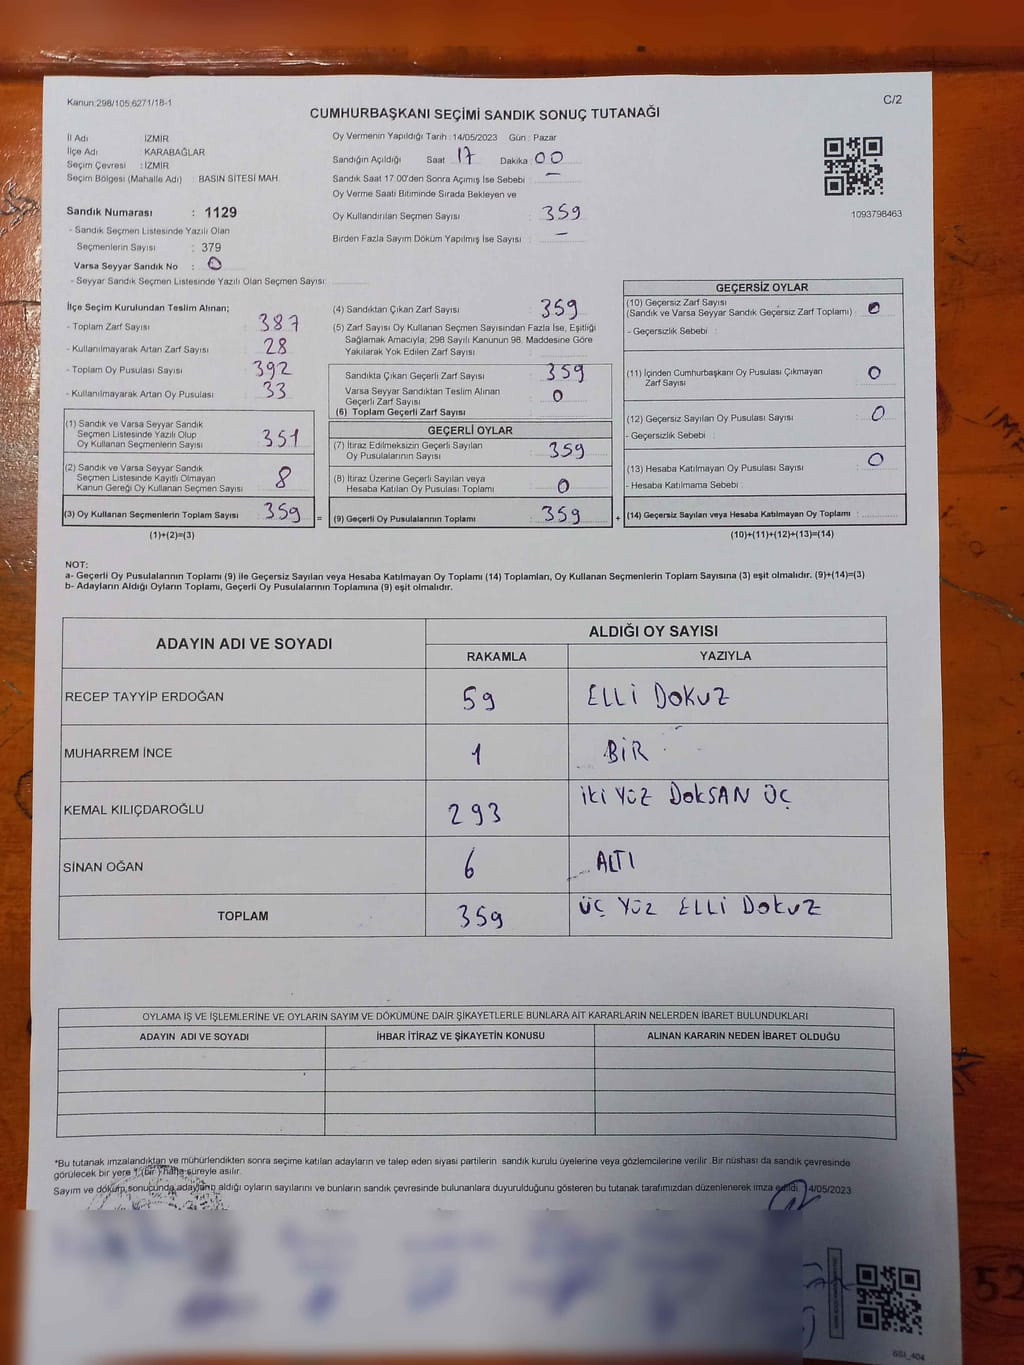 Kanun:298/105,6271/18-1
C/2
CUMHURBAŞKANI SEÇİMİ SANDIK SONUÇ TUTANAĞI
İl Adı İZMİR
İlçe Adı KARABAĞLAR
Seçim Çevresi : İZMİR
Seçim Bölgesi (Mahalle Adı) : BASIN SİTESİ MAH.
Sandık Numarası : 1129
- Sandık Seçmen Listesinde Yazılı Olan
Seçmenlerin Sayısı : 379
Varsa Seyyar Sandık No : 0
- Seyyar Sandık Seçmen Listesinde Yazılı Olan Seçmen Sayısı:
Oy Vermenin Yapıldığı Tarih : 14/05/2023 Gün : Pazar
Sandığın Açıldığı Saat 17 Dakika : 00
Sandık Saat 17.00'den Sonra Açımış İse Sebebi : —
Oy Verme Saati Bitiminde Sırada Bekleyen ve
Oy Kullandırılan Seçmen Sayısı : 359
Birden Fazla Sayım Döküm Yapılmış İse Sayısı : —
1093798463
İlçe Seçim Kurulundan Teslim Alınan;
- Toplam Zarf Sayısı : 387
- Kullanılmayarak Artan Zarf Sayısı : 28
- Toplam Oy Pusulası Sayısı : 392
- Kullanılmayarak Artan Oy Pusulası : 33
(1) Sandık ve Varsa Seyyar Sandık
Seçmen Listesinde Yazılı Olup
Oy Kullanan Seçmenlerin Sayısı : 351
(2) Sandık ve Varsa Seyyar Sandık
Seçmen Listesinde Kayıtlı Olmayan
Kanun Gereği Oy Kullanan Seçmen Sayısı : 8
(3) Oy Kullanan Seçmenlerin Toplam Sayısı : 359 =
(1)+(2)=(3)
(4) Sandıktan Çıkan Zarf Sayısı : 359
(5) Zarf Sayısı Oy Kullanan Seçmen Sayısından Fazla İse, Eşitliği
Sağlamak Amacıyla, 298 Sayılı Kanunun 98. Maddesine Göre
Yakılarak Yok Edilen Zarf Sayısı :
Sandıkta Çıkan Geçerli Zarf Sayısı : 359
Varsa Seyyar Sandıktan Teslim Alınan
Geçerli Zarf Sayısı : 0
(6) Toplam Geçerli Zarf Sayısı :
GEÇERLİ OYLAR
(7) İtiraz Edilmeksizin Geçerli Sayılan
Oy Pusulalarının Sayısı : 359
(8) İtiraz Üzerine Geçerli Sayılan veya
Hesaba Katılan Oy Pusulası Toplamı : 0
(9) Geçerli Oy Pusulalarının Toplamı : 359 +
GEÇERSİZ OYLAR
(10) Geçersiz Zarf Sayısı
(Sandık ve Varsa Seyyar Sandık Geçersiz Zarf Toplamı) : 0
- Geçersizlik Sebebi :
(11) İçinden Cumhurbaşkanı Oy Pusulası Çıkmayan
Zarf Sayısı : 0
(12) Geçersiz Sayılan Oy Pusulası Sayısı : 0
- Geçersizlik Sebebi :
(13) Hesaba Katılmayan Oy Pusulası Sayısı : 0
- Hesaba Katılmama Sebebi :
(14) Geçersiz Sayılan veya Hesaba Katılmayan Oy Toplamı :
(10)+(11)+(12)+(13)=(14)
NOT:
a- Geçerli Oy Pusulalarının Toplamı (9) ile Geçersiz Sayılan veya Hesaba Katılmayan Oy Toplamı (14) Toplamları, Oy Kullanan Seçmenlerin Toplam Sayısına (3) eşit olmalıdır. (9)+(14)=(3)
b- Adayların Aldığı Oyların Toplamı, Geçerli Oy Pusulalarının Toplamına (9) eşit olmalıdır.
ADAYIN ADI VE SOYADI ALDIĞI OY SAYISI
RAKAMLA YAZIYLA
RECEP TAYYİP ERDOĞAN 59 ELLİ DOKUZ
MUHARREM İNCE 1 BİR
KEMAL KILIÇDAROĞLU 293 İKİ YÜZ DOKSAN ÜÇ
SİNAN OĞAN 6 ALTI
TOPLAM 359 ÜÇ YÜZ ELLİ DOKUZ
OYLAMA İŞ VE İŞLEMLERİNE VE OYLARIN SAYIM VE DÖKÜMÜNE DAİR ŞİKAYETLERLE BUNLARA AİT KARARLARIN NELERDEN İBARET BULUNDUKLARI
ADAYIN ADI VE SOYADI İHBAR İTİRAZ VE ŞİKAYETİN KONUSU ALINAN KARARIN NEDEN İBARET OLDUĞU
*Bu tutanak imzalandıktan ve mühürlendikten sonra seçime katılan adayların ve talep eden siyasi partilerin sandık kurulu üyelerine veya gözlemcilerine verilir. Bir nüshası da sandık çevresinde
görülecek bir yere 1 (bir) hafta süreyle asılır.
Sayım ve döküm sonucunda adayların aldığı oyların sayılarını ve bunların sandık çevresinde bulunanlara duyurulduğunu gösteren bu tutanak tarafımızdan düzenlenerek imza edildi. 4/05/2023
52